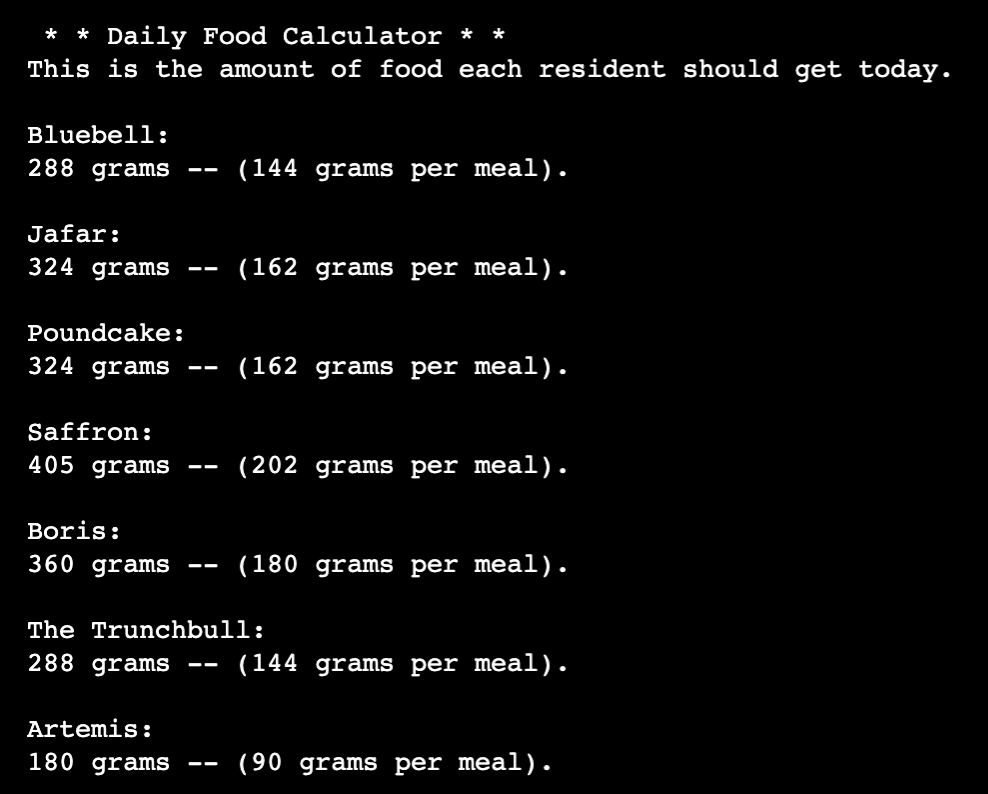 * * Daily Food Calculator * *
This is the amount of food each resident should get today.
Bluebell:
288 grams -- (144 grams per meal).
Jafar:
324 grams -- (162 grams per meal).
Poundcake:
324 grams -- (162 grams per meal).
Saffron:
405 grams -- (202 grams per meal).
Boris:
360 grams -- (180 grams per meal).
The Trunchbull:
288 grams -- (144 grams per meal).
Artemis:
180 grams -- (90 grams per meal).